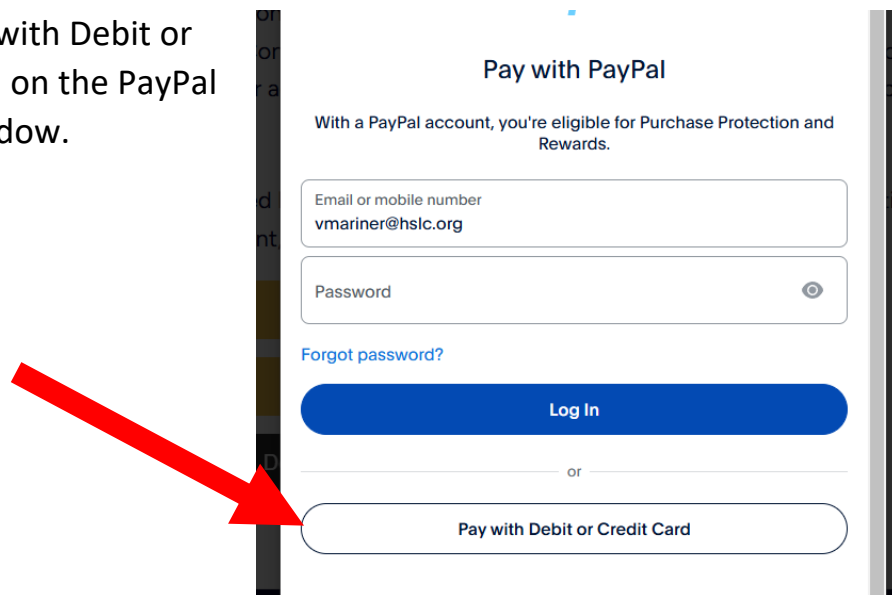 with Debit or
on the PayPal
dow.
Pay with PayPal
With a PayPal account, you're eligible for Purchase Protection and
Rewards.
Email or mobile number
vmariner@hslc.org
Password
Forgot password?
Log In
or
Pay with Debit or Credit Card